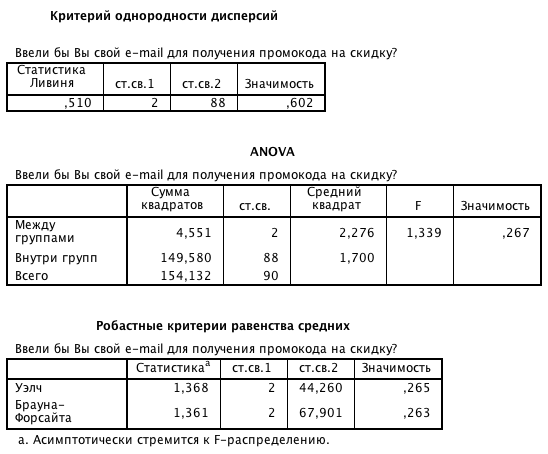 Критерий однородности дисперсий
Ввели бы Вы свой e-mail для получения промокода на скидку?
Статистика Ливиня ст.св.1 ст.св.2 Значимость
,510 2 88 ,602
ANOVA
Ввели бы Вы свой e-mail для получения промокода на скидку?
Сумма квадратов ст.св. Средний квадрат F Значимость
Между группами 4,551 2 2,276 1,339 ,267
Внутри групп 149,580 88 1,700
Всего 154,132 90
Робастные критерии равенства средних
Ввели бы Вы свой e-mail для получения промокода на скидку?
Статистикаa ст.св.1 ст.св.2 Значимость
Уэлч 1,368 2 44,260 ,265
Брауна-Форсайта 1,361 2 67,901 ,263
a. Асимптотически стремится к F-распределению.